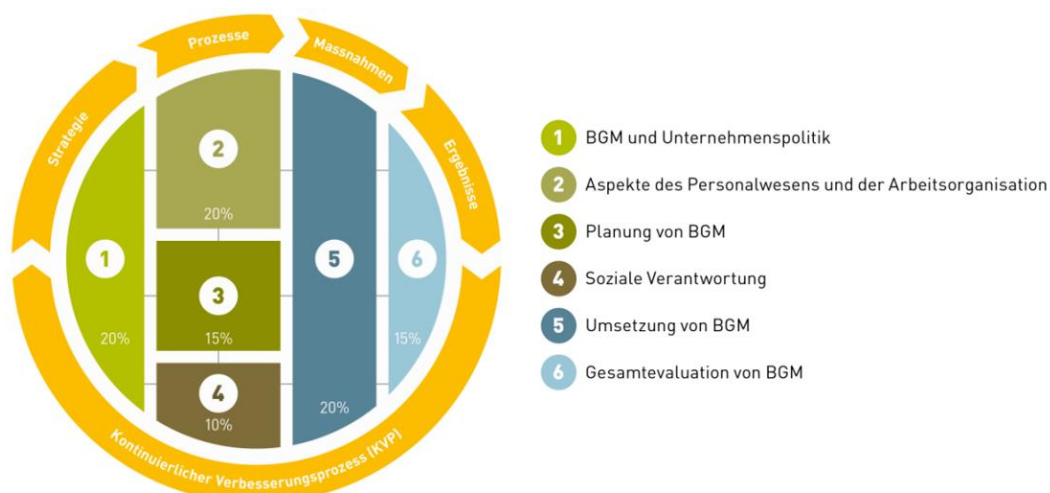 Strategie
Prozesse
Massnahmen
Ergebnisse
Kontinuierlicher Verbesserungsprozess (KVP)
1
20%
2
20%
3
15%
4
10%
5
20%
6
15%
1 BGM und Unternehmenspolitik
2 Aspekte des Personalwesens und der Arbeitsorganisation
3 Planung von BGM
4 Soziale Verantwortung
5 Umsetzung von BGM
6 Gesamtevaluation von BGM